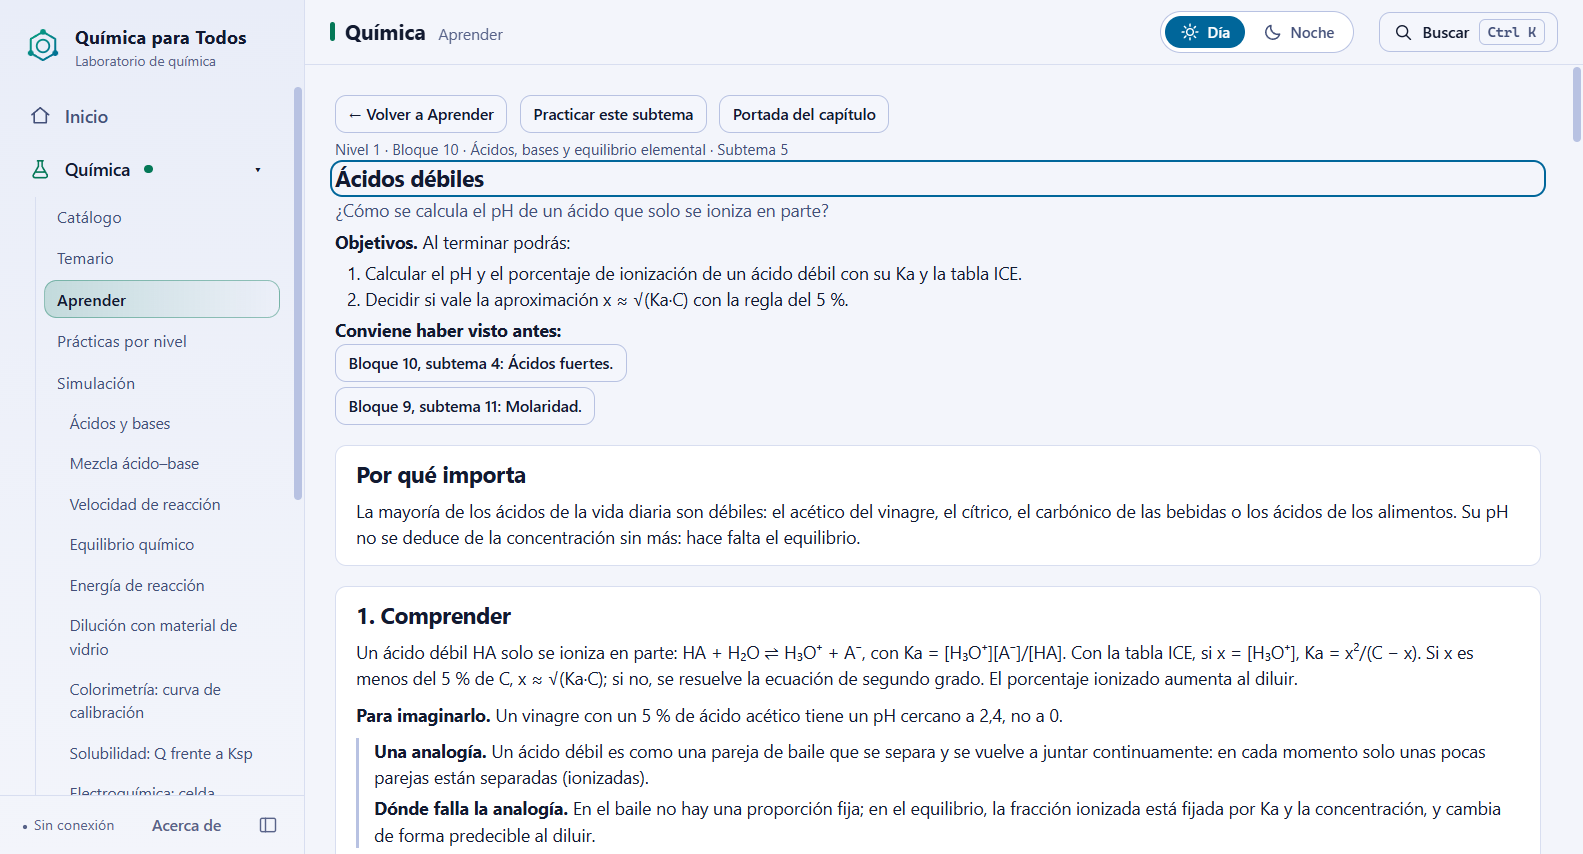 Química para Todos
Laboratorio de química
Inicio
Química
Catálogo
Temario
Aprender
Prácticas por nivel
Simulación
Ácidos y bases
Mezcla ácido–base
Velocidad de reacción
Equilibrio químico
Energía de reacción
Dilución con material de
vidrio
Colorimetría: curva de
calibración
Solubilidad: Q frente a Ksp
Electroquímica: celda
• Sin conexión
Acerca de
Química Aprender
Día
Noche
Buscar Ctrl K
← Volver a Aprender
Practicar este subtema
Portada del capítulo
Nivel 1 · Bloque 10 · Ácidos, bases y equilibrio elemental · Subtema 5
Ácidos débiles
¿Cómo se calcula el pH de un ácido que solo se ioniza en parte?
Objetivos. Al terminar podrás:
1. Calcular el pH y el porcentaje de ionización de un ácido débil con su Ka y la tabla ICE.
2. Decidir si vale la aproximación x ≈ √(Ka·C) con la regla del 5 %.
Conviene haber visto antes:
Bloque 10, subtema 4: Ácidos fuertes.
Bloque 9, subtema 11: Molaridad.
Por qué importa
La mayoría de los ácidos de la vida diaria son débiles: el acético del vinagre, el cítrico, el carbónico de las bebidas o los ácidos de los alimentos. Su pH
no se deduce de la concentración sin más: hace falta el equilibrio.
1. Comprender
Un ácido débil HA solo se ioniza en parte: HA + H₂O ⇌ H₃O⁺ + A⁻, con Ka = [H₃O⁺][A⁻]/[HA]. Con la tabla ICE, si x = [H₃O⁺], Ka = x²/(C − x). Si x es
menos del 5 % de C, x ≈ √(Ka·C); si no, se resuelve la ecuación de segundo grado. El porcentaje ionizado aumenta al diluir.
Para imaginarlo. Un vinagre con un 5 % de ácido acético tiene un pH cercano a 2,4, no a 0.
Una analogía. Un ácido débil es como una pareja de baile que se separa y se vuelve a juntar continuamente: en cada momento solo unas pocas
parejas están separadas (ionizadas).
Dónde falla la analogía. En el baile no hay una proporción fija; en el equilibrio, la fracción ionizada está fijada por Ka y la concentración, y cambia
de forma predecible al diluir.